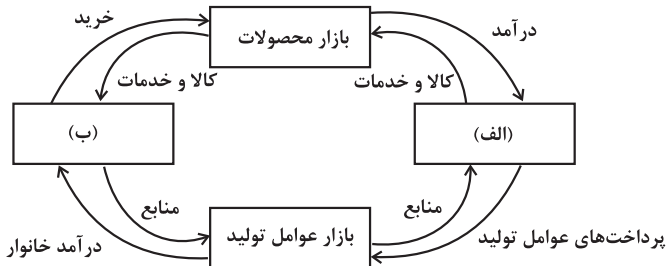 خرید
بازار محصولات
درآمد
کالا و خدمات
کالا و خدمات
(الف)
(ب)
منابع
منابع
درآمد خانوار
بازار عوامل تولید
پرداخت‌های عوامل تولید